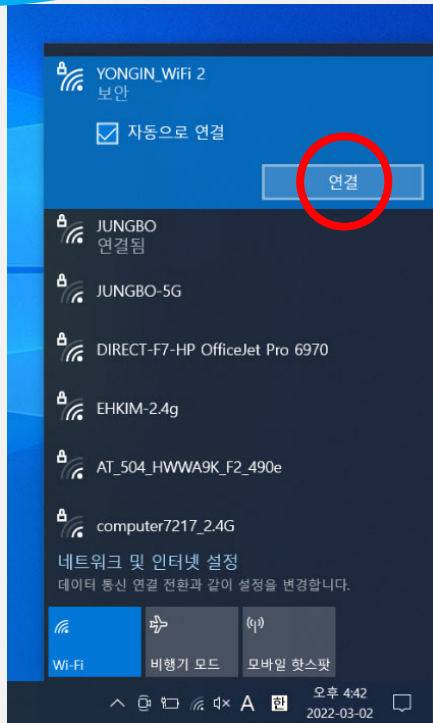 YONGIN_WiFi 2
보안
자동으로 연결
연결
JUNGBO
연결됨
JUNGBO-5G
DIRECT-F7-HP OfficeJet Pro 6970
EHKIM-2.4g
AT_504_HWWA9K_F2_490e
computer7217_2.4G
네트워크 및 인터넷 설정
데이터 통신 연결 전환과 같이 설정을 변경합니다.
Wi-Fi 비행기 모드 모바일 핫스팟
A 한 오후 4:42
2022-03-02